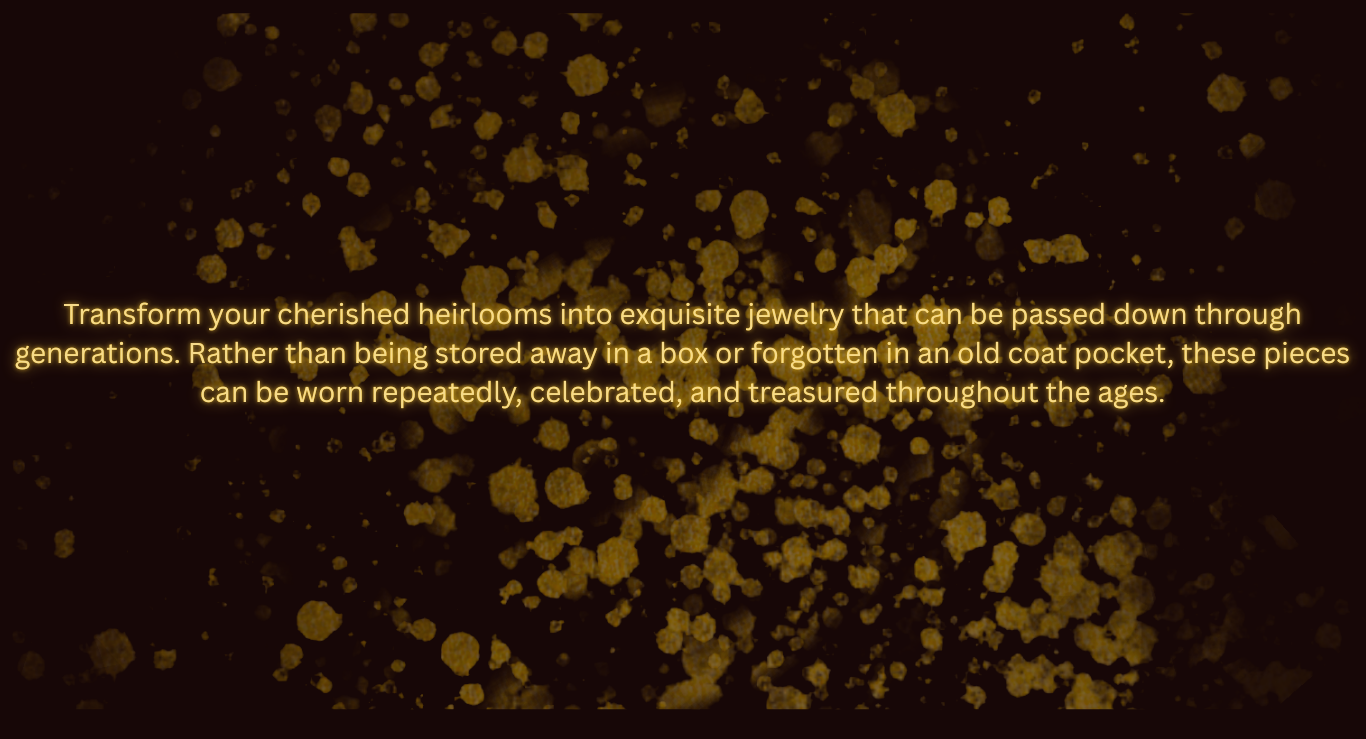 Transform your cherished heirlooms into exquisite jewelry that can be passed down through
generations. Rather than being stored away in a box or forgotten in an old coat pocket, these pieces
can be worn repeatedly, celebrated, and treasured throughout the ages.